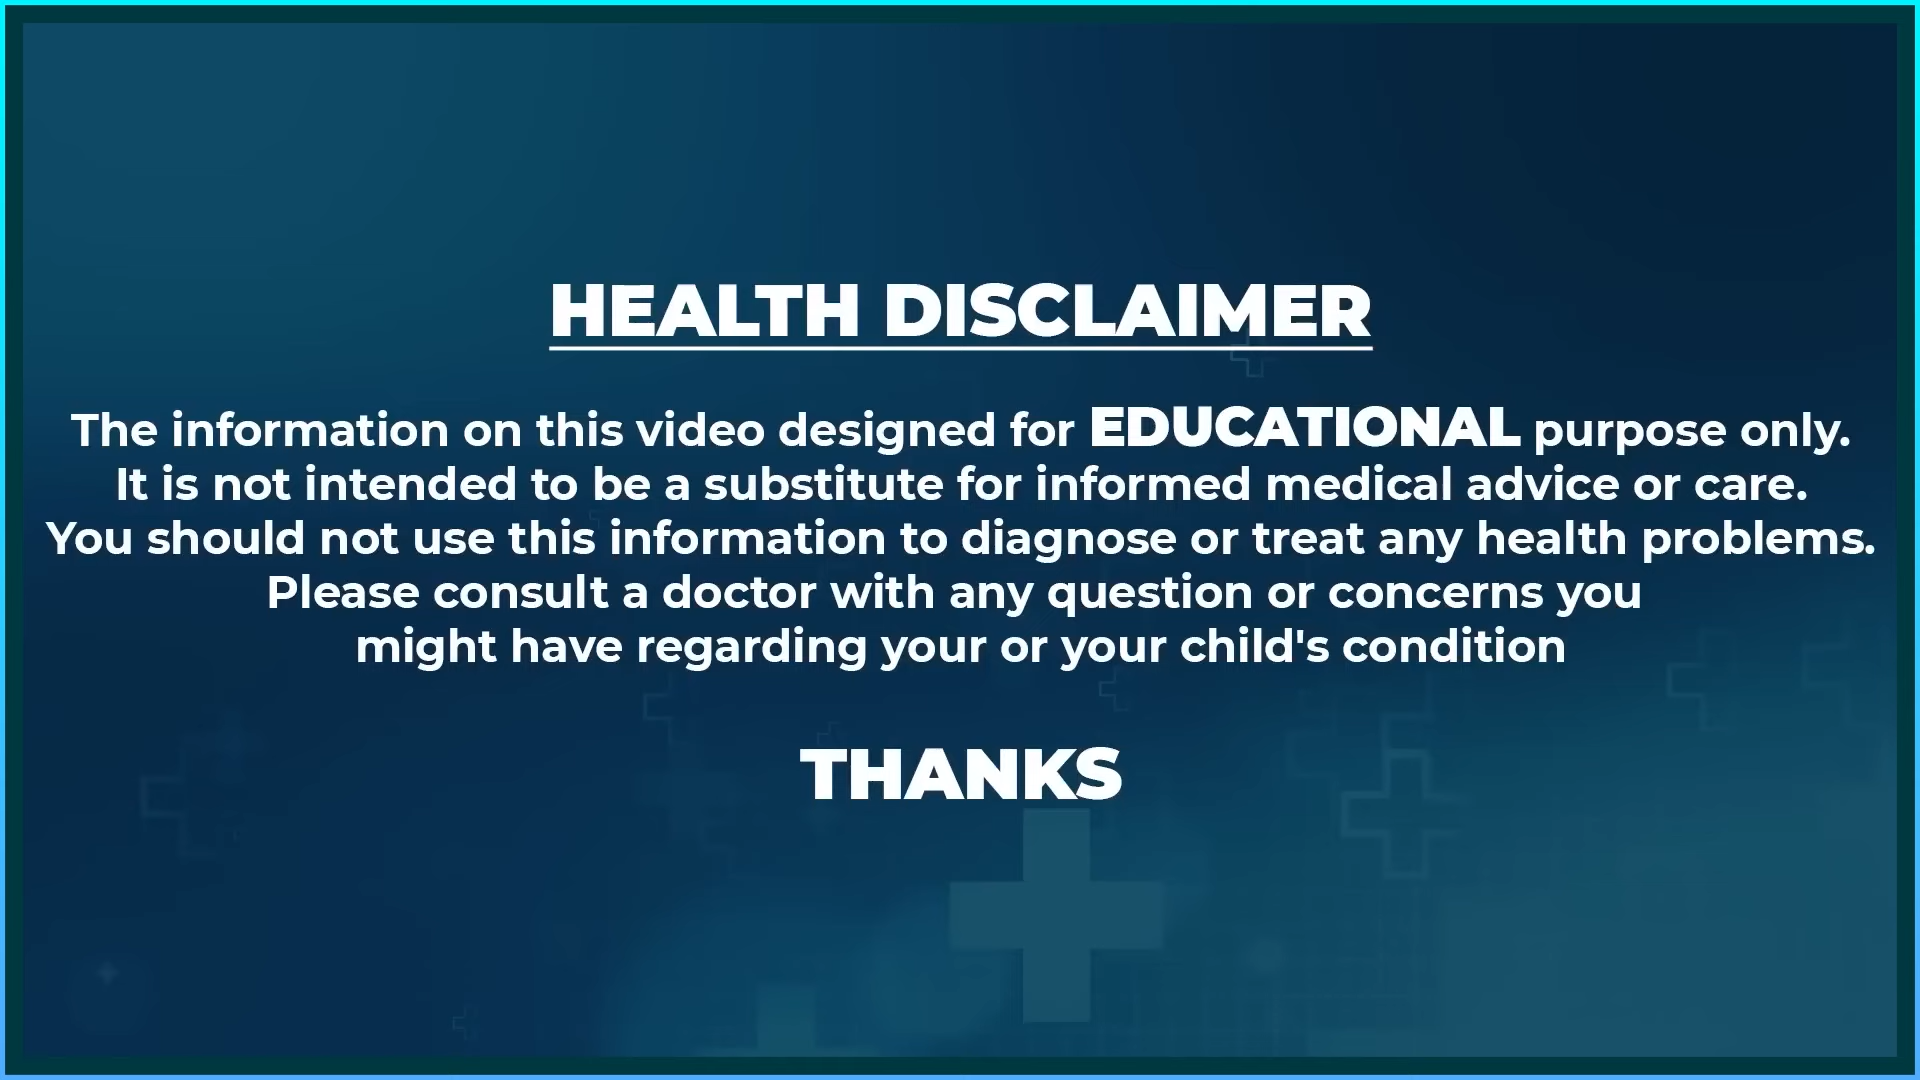 HEALTH DISCLAIMER
The information on this video designed for EDUCATIONAL purpose only.
It is not intended to be a substitute for informed medical advice or care.
You should not use this information to diagnose or treat any health problems.
Please consult a doctor with any question or concerns you
might have regarding your or your child's condition
THANKS